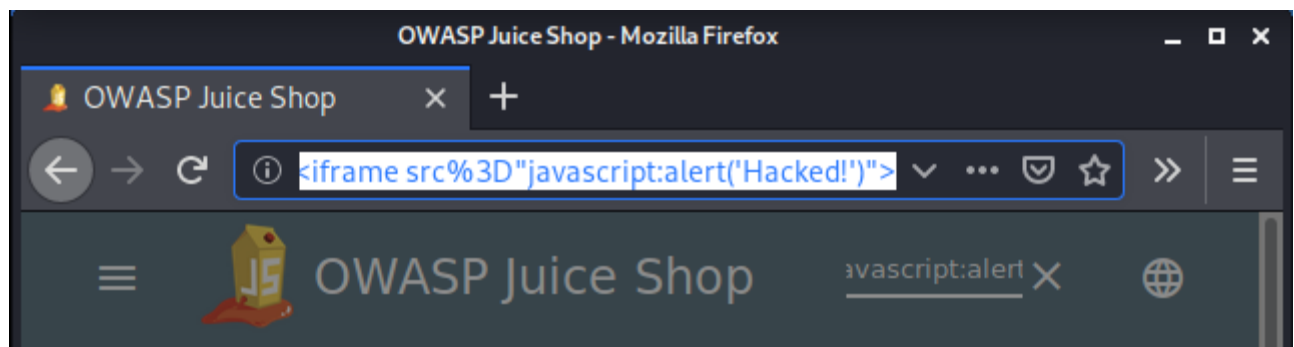 OWASP Juice Shop - Mozilla Firefox
OWASP Juice Shop
<iframe src%3D"javascript:alert('Hacked!')">
JS OWASP Juice Shop avascript:alert